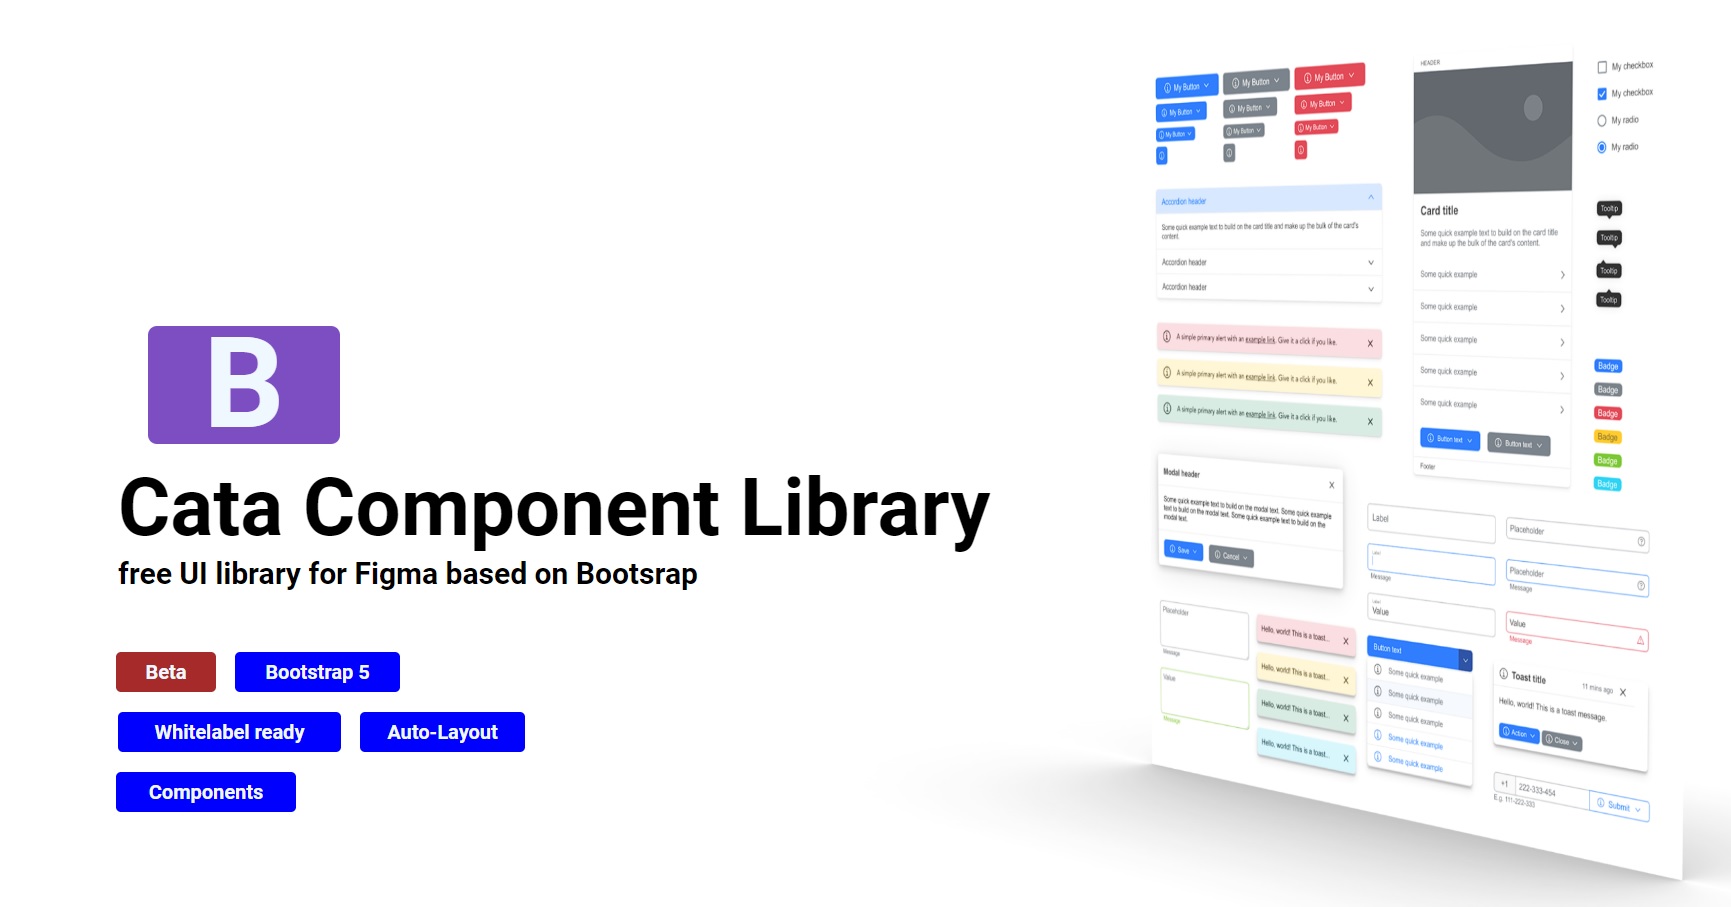 B
Cata Component Library
free UI library for Figma based on Bootsrap
Beta
Bootstrap 5
Whitelabel ready
Auto-Layout
Components
My Button
My Button
My Button
My Button
My Button
My Button
My Button
My Button
My Button
Accordion header
Some quick example text to build on the card title and make up the bulk of the card's
content.
Accordion header
Accordion header
A simple primary alert with an example link. Give it a click if you like.
X
A simple primary alert with an example link. Give it a click if you like.
X
A simple primary alert with an example link. Give it a click if you like.
X
HEADER
Card title
Some quick example text to build on the card title
and make up the bulk of the card's content.
Some quick example
Some quick example
Some quick example
Some quick example
Some quick example
Button text
Button text
Footer
My checkbox
My checkbox
My radio
My radio
Tooltip
Tooltip
Tooltip
Tooltip
Badge
Badge
Badge
Badge
Badge
Badge
Modal header
X
Some quick example text to build on the modal text. Some quick example
text to build on the modal text. Some quick example text to build on the
modal text.
Save
Cancel
Label
Placeholder
Label
Message
Placeholder
Message
Label
Value
Value
Message
Placeholder
Message
Value
Message
Hello, world! This is a toast...
X
Hello, world! This is a toast...
X
Hello, world! This is a toast...
X
Hello, world! This is a toast...
X
Button text
Some quick example
Some quick example
Some quick example
Some quick example
Some quick example
Toast title
11 mins ago
X
Hello, world! This is a toast message.
Action
Close
+1
222-333-454
Submit
E.g. 111-222-333